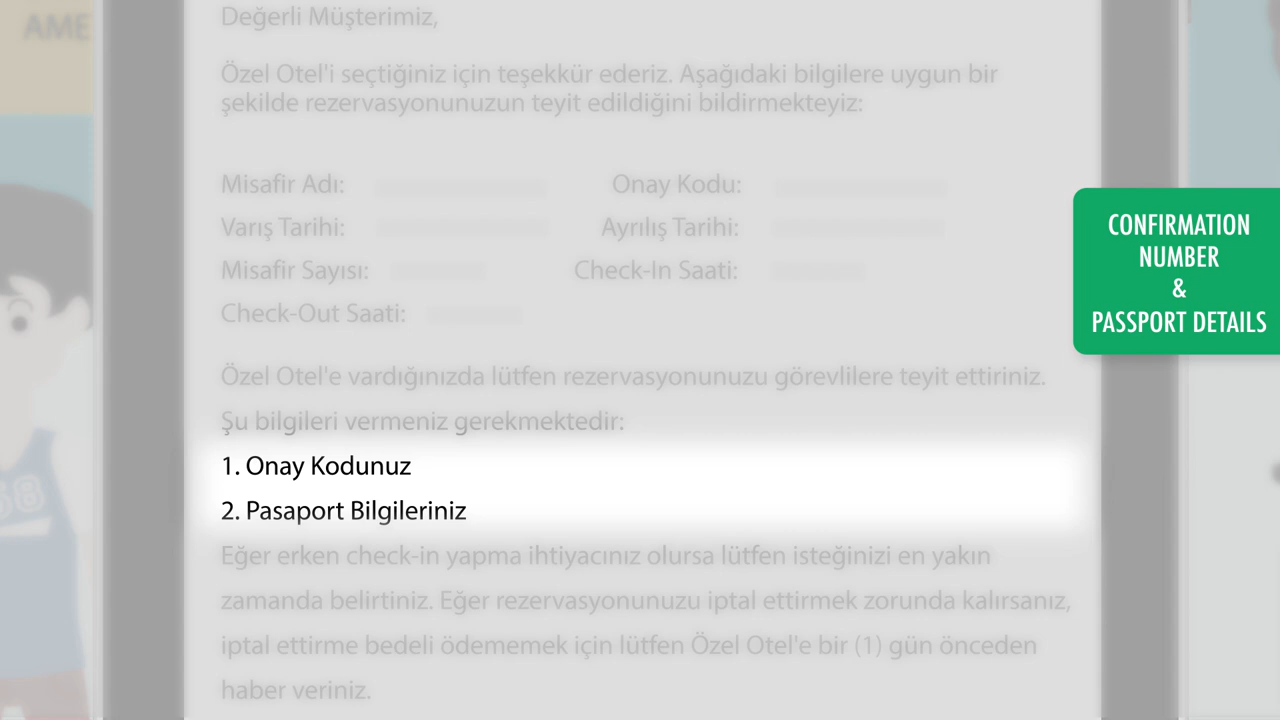 AME
Değerli Müşterimiz,
Özel Otel'i seçtiğiniz için teşekkür ederiz. Aşağıdaki bilgilere uygun bir
şekilde rezervasyonunuzun teyit edildiğini bildirmekteyiz:
Misafir Adı: Onay Kodu:
Varış Tarihi: Ayrılış Tarihi:
Misafir Sayısı: Check-In Saati:
Check-Out Saati:
CONFIRMATION
NUMBER
&
PASSPORT DETAILS
Özel Otel'e vardığınızda lütfen rezervasyonunuzu görevlilere teyit ettiriniz.
Şu bilgileri vermeniz gerekmektedir:
1. Onay Kodunuz
2. Pasaport Bilgileriniz
Eğer erken check-in yapma ihtiyacınız olursa lütfen isteğinizi en yakın
zamanda belirtiniz. Eğer rezervasyonunuzu iptal ettirmek zorunda kalırsanız,
iptal ettirme bedeli ödememek için lütfen Özel Otel'e bir (1) gün önceden
haber veriniz.